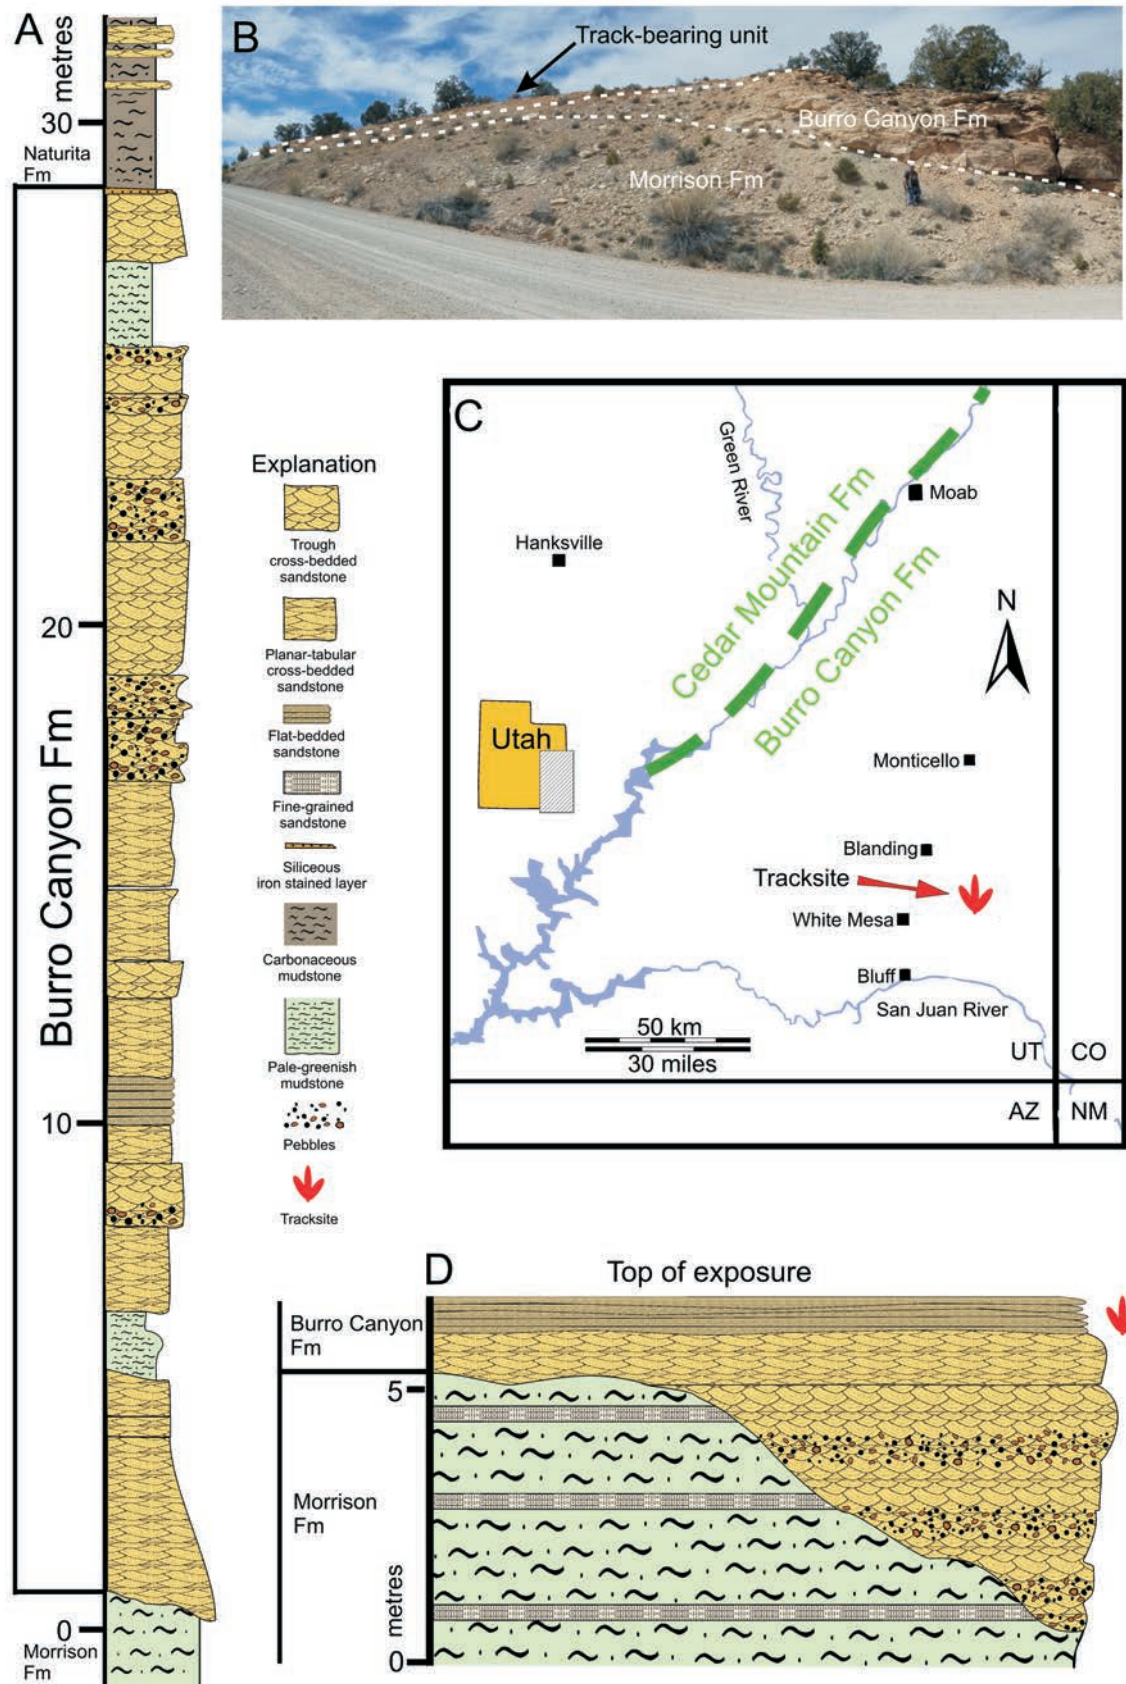 A
metres
30
Naturita
Fm
Burro Canyon Fm
20
10
0
Morrison
Fm
B
Track-bearing unit
Burro Canyon Fm
Morrison Fm
Explanation
Trough
cross-bedded
sandstone
Planar-tabular
cross-bedded
sandstone
Flat-bedded
sandstone
Fine-grained
sandstone
Siliceous
iron stained layer
Carbonaceous
mudstone
Pale-greenish
mudstone
Pebbles
Tracksite
C
Green River
Moab
Hanksville
Cedar Mountain Fm
Burro Canyon Fm
N
Utah
Monticello
Blanding
Tracksite
White Mesa
Bluff
San Juan River
50 km
30 miles
UT
CO
AZ
NM
D
Top of exposure
Burro Canyon
Fm
5
Morrison
Fm
metres
0